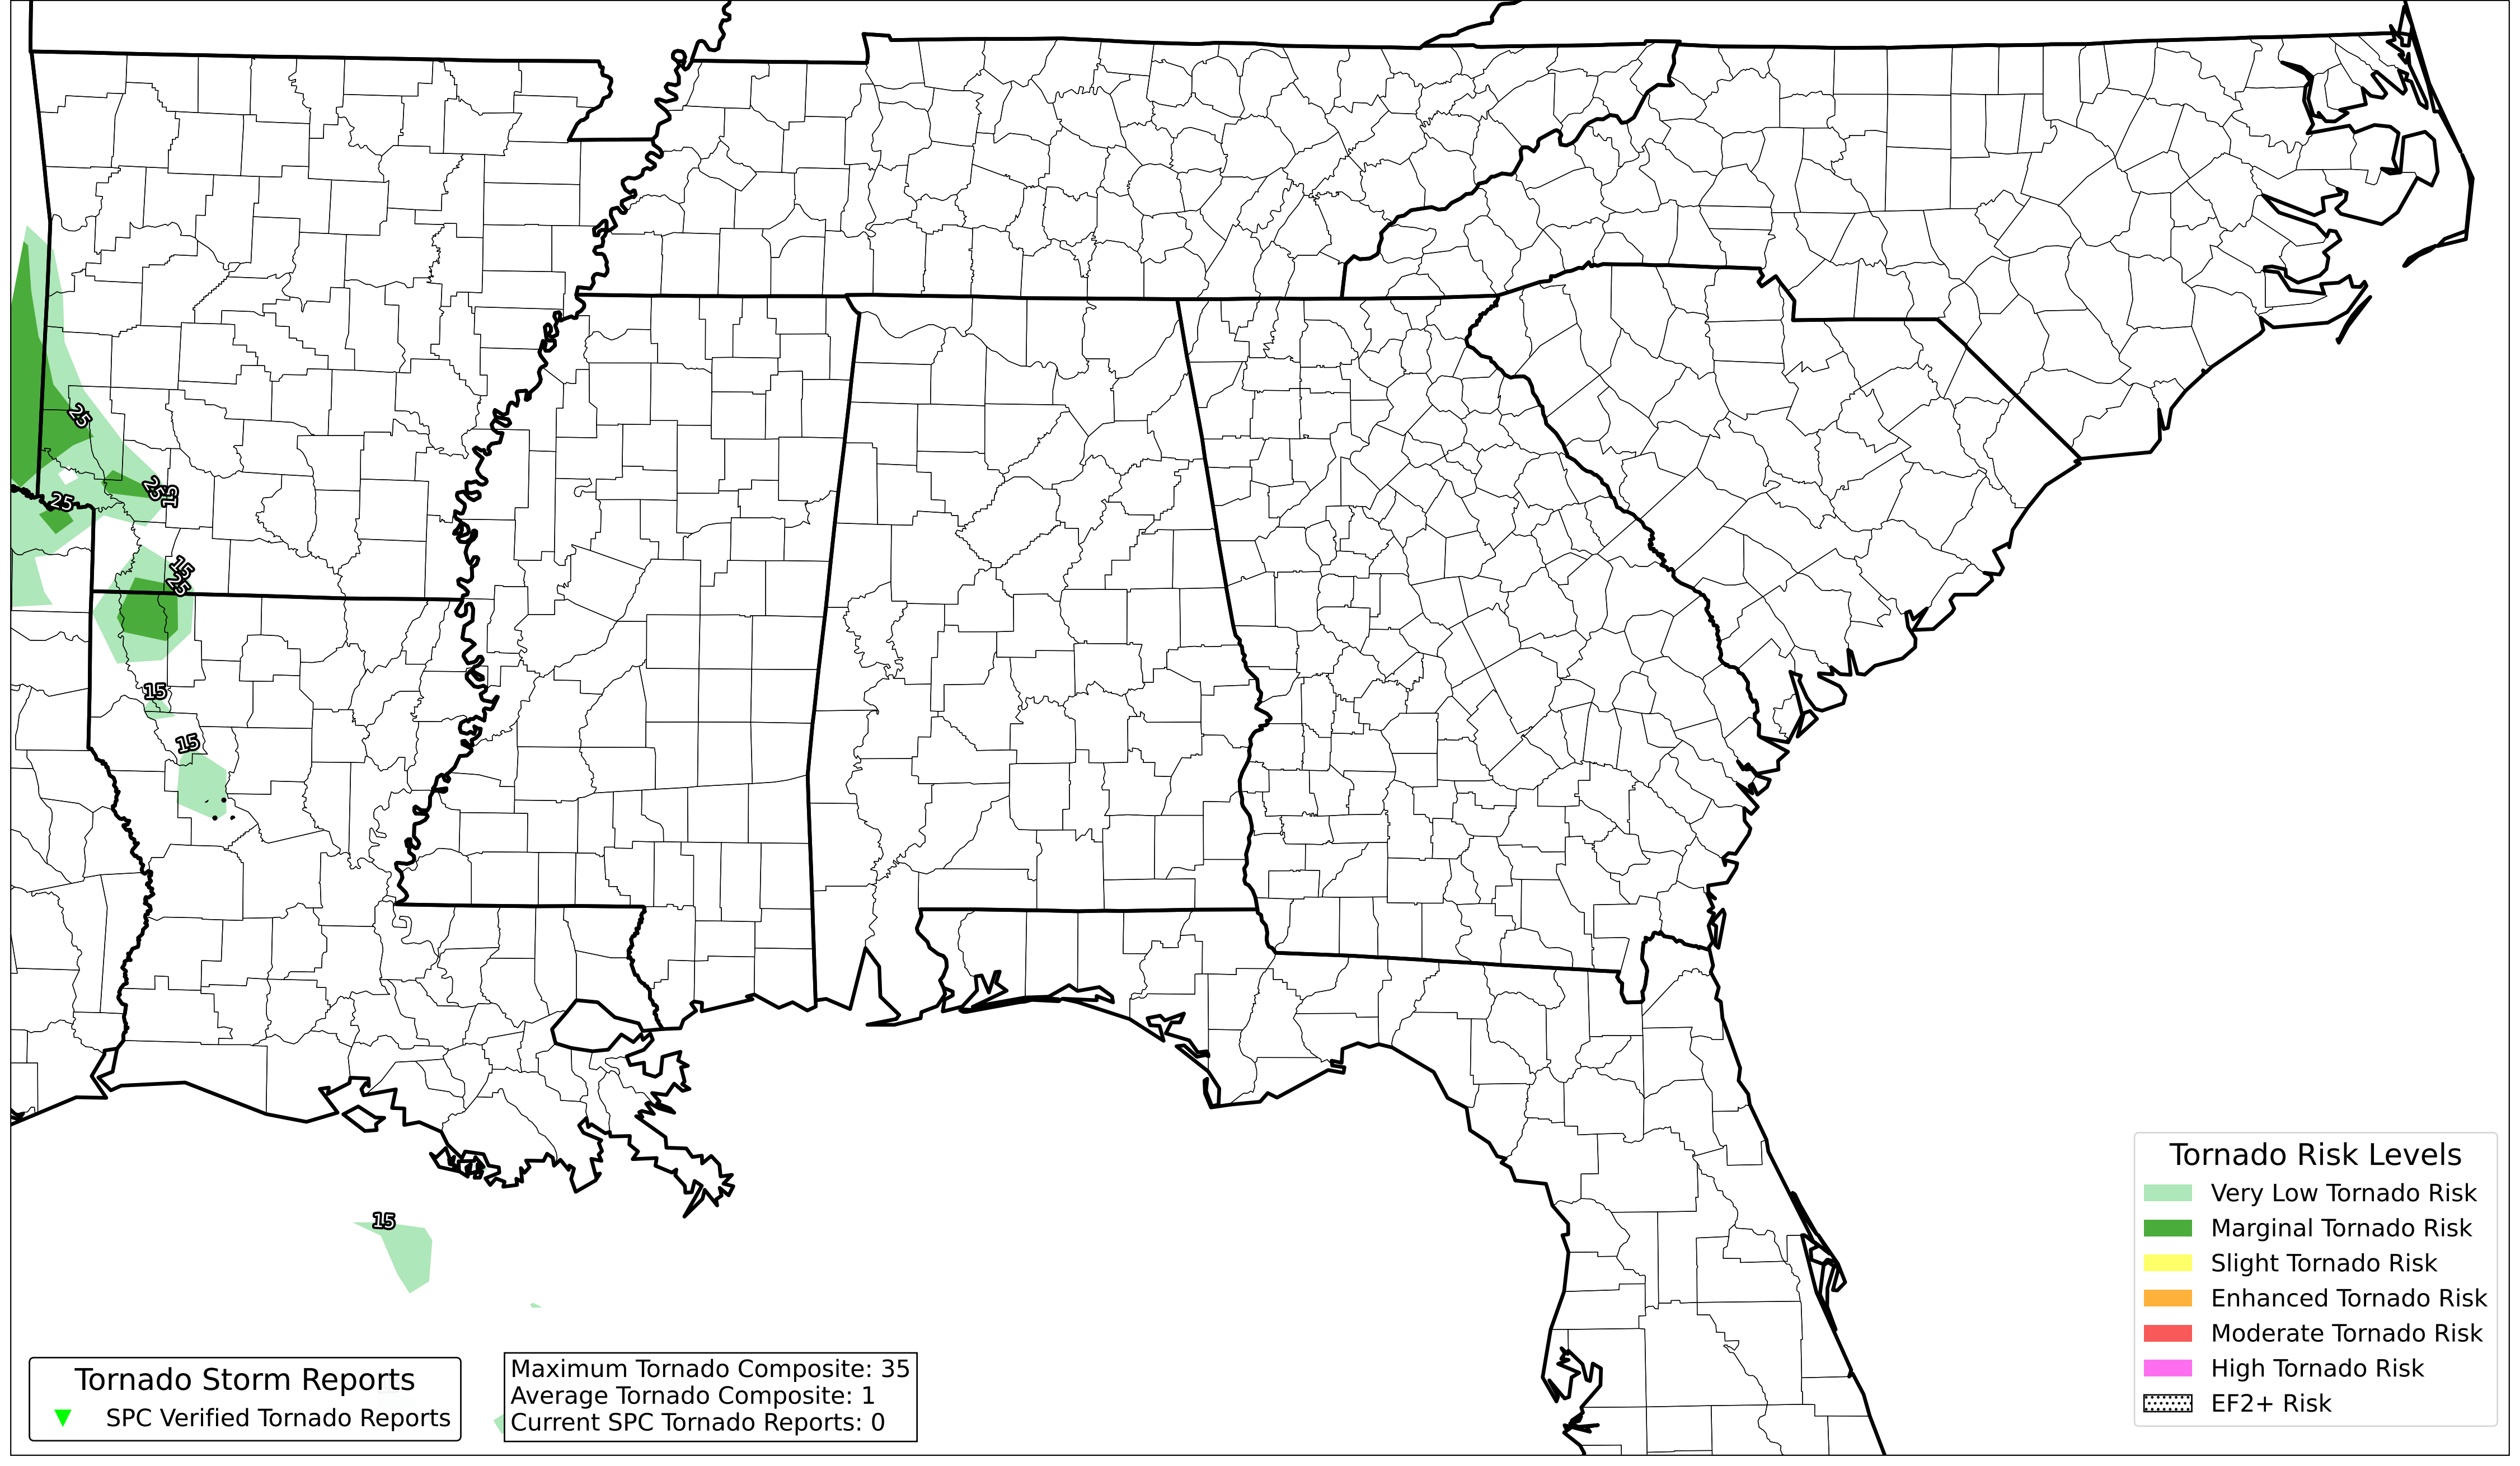 25
25
15
25
15
25
15
15
15
Tornado Storm Reports
SPC Verified Tornado Reports
Maximum Tornado Composite: 35
Average Tornado Composite: 1
Current SPC Tornado Reports: 0
Tornado Risk Levels
Very Low Tornado Risk
Marginal Tornado Risk
Slight Tornado Risk
Enhanced Tornado Risk
Moderate Tornado Risk
High Tornado Risk
EF2+ Risk